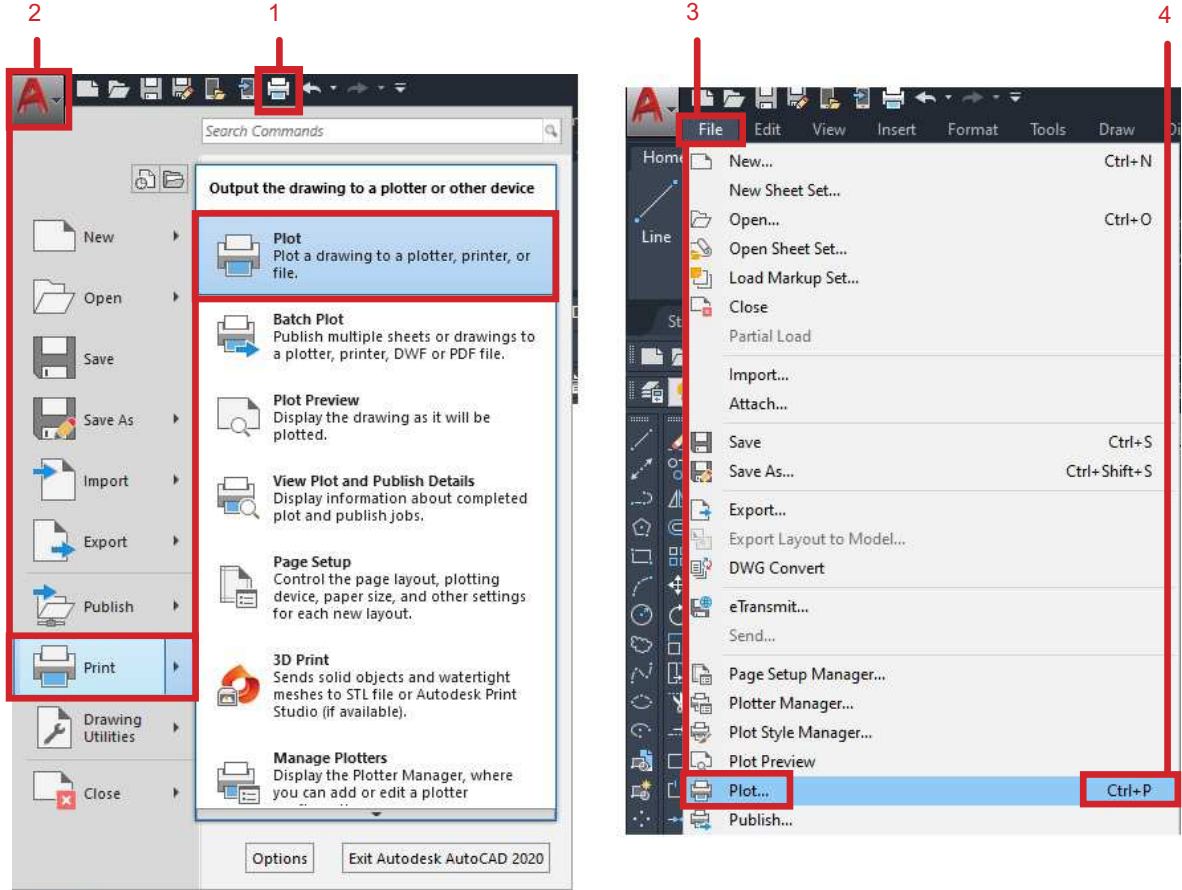 2
1
3
4
A
Search Commands
Output the drawing to a plotter or other device
New
Open
Save
Save As
Import
Export
Publish
Print
Drawing
Utilities
Close
Plot
Plot a drawing to a plotter, printer, or
file.
Batch Plot
Publish multiple sheets or drawings to
a plotter, printer, DWF or PDF file.
Plot Preview
Display the drawing as it will be
plotted.
View Plot and Publish Details
Display information about completed
plot and publish jobs.
Page Setup
Control the page layout, plotting
device, paper size, and other settings
for each new layout.
3D Print
Sends solid objects and watertight
meshes to STL file or Autodesk Print
Studio (if available).
Manage Plotters
Display the Plotter Manager, where
you can add or edit a plotter
Options
Exit Autodesk AutoCAD 2020
A
File Edit View Insert Format Tools Draw Di
Home
Line
St
New... Ctrl+N
New Sheet Set...
Open... Ctrl+O
Open Sheet Set...
Load Markup Set...
Close
Partial Load
Import...
Attach...
Save Ctrl+S
Save As... Ctrl+Shift+S
Export...
Export Layout to Model...
DWG Convert
eTransmit...
Send...
Page Setup Manager...
Plotter Manager...
Plot Style Manager...
Plot Preview
Plot... Ctrl+P
Publish...